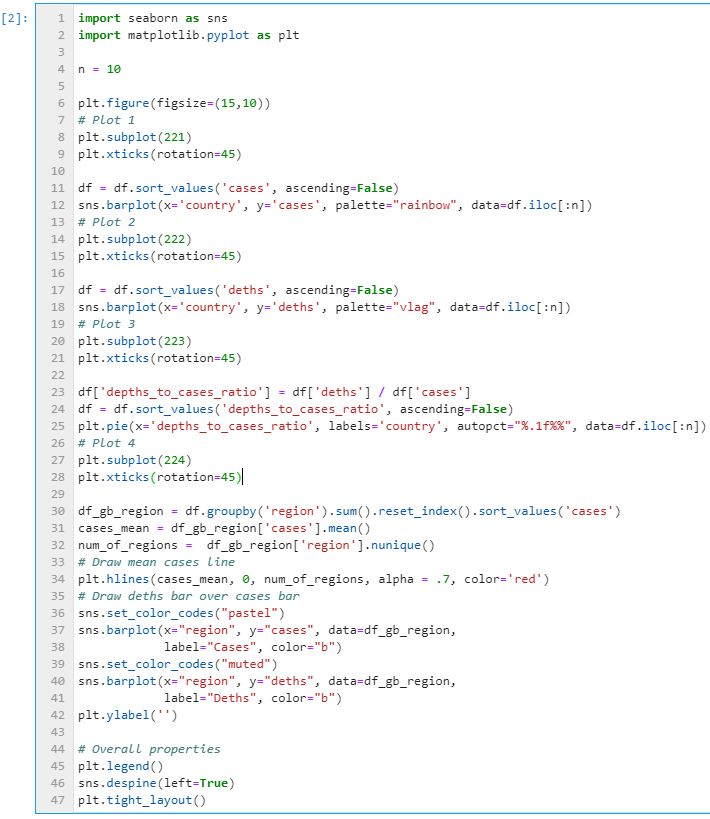 [2]:
1 import seaborn as sns
2 import matplotlib.pyplot as plt
3
4 n = 10
5
6 plt.figure(figsize=(15,10))
7 # Plot 1
8 plt.subplot(221)
9 plt.xticks(rotation=45)
10
11 df = df.sort_values('cases', ascending=False)
12 sns.barplot(x='country', y='cases', palette="rainbow", data=df.iloc[:n])
13 # Plot 2
14 plt.subplot(222)
15 plt.xticks(rotation=45)
16
17 df = df.sort_values('deths', ascending=False)
18 sns.barplot(x='country', y='deths', palette="vlag", data=df.iloc[:n])
19 # Plot 3
20 plt.subplot(223)
21 plt.xticks(rotation=45)
22
23 df['depths_to_cases_ratio'] = df['deths'] / df['cases']
24 df = df.sort_values('depths_to_cases_ratio', ascending=False)
25 plt.pie(x='depths_to_cases_ratio', labels='country', autopct="%.1f%%", data=df.iloc[:n])
26 # Plot 4
27 plt.subplot(224)
28 plt.xticks(rotation=45)
29
30 df_gb_region = df.groupby('region').sum().reset_index().sort_values('cases')
31 cases_mean = df_gb_region['cases'].mean()
32 num_of_regions =  df_gb_region['region'].nunique()
33 # Draw mean cases line
34 plt.hlines(cases_mean, 0, num_of_regions, alpha = .7, color='red')
35 # Draw deths bar over cases bar
36 sns.set_color_codes("pastel")
37 sns.barplot(x="region", y="cases", data=df_gb_region,
38             label="Cases", color="b")
39 sns.set_color_codes("muted")
40 sns.barplot(x="region", y="deths", data=df_gb_region,
41             label="Deths", color="b")
42 plt.ylabel('')
43
44 # Overall properties
45 plt.legend()
46 sns.despine(left=True)
47 plt.tight_layout()